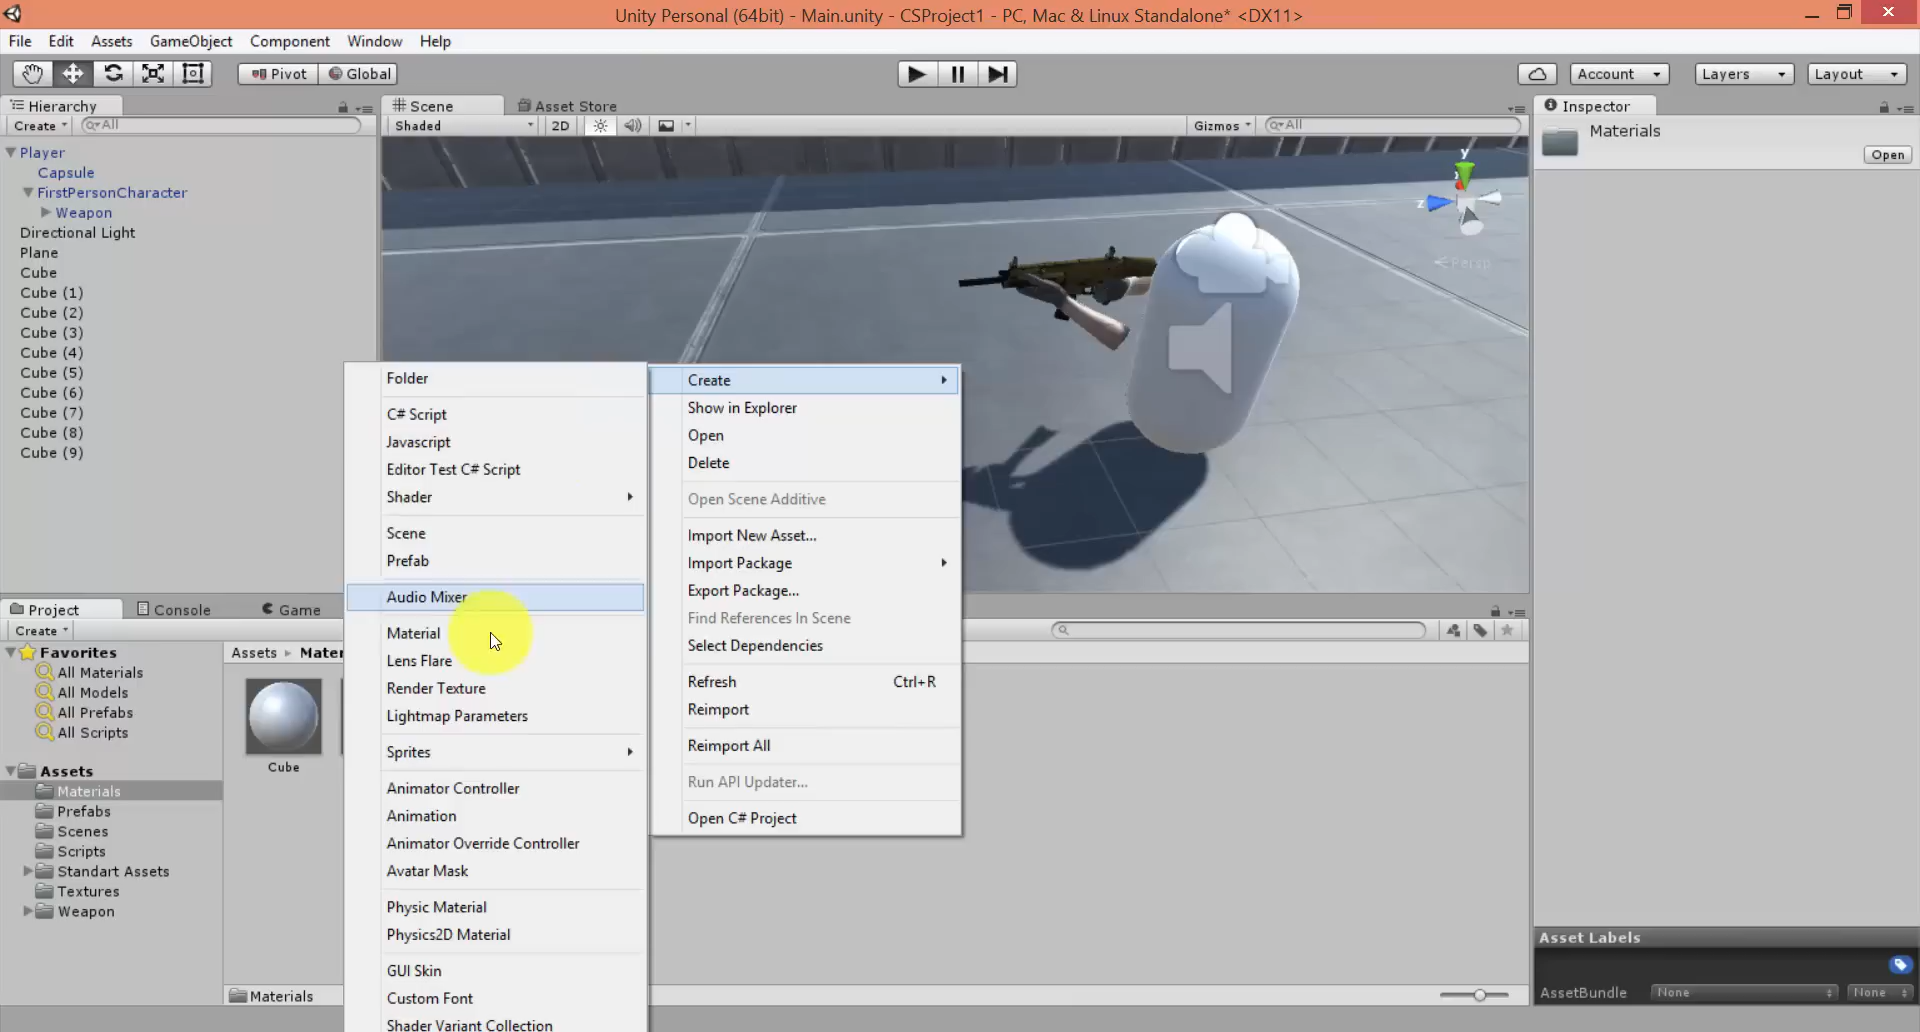 Unity Personal (64bit) - Main.unity - CSProject1 - PC, Mac & Linux Standalone* <DX11>
File Edit Assets GameObject Component Window Help
Pivot Global Account Layers Layout
Hierarchy
Create All
Player
Capsule
FirstPersonCharacter
Weapon
Directional Light
Plane
Cube
Cube (1)
Cube (2)
Cube (3)
Cube (4)
Cube (5)
Cube (6)
Cube (7)
Cube (8)
Cube (9)
Scene Asset Store
Shaded 2D Gizmos All
y
z
Persp
Inspector
Materials
Open
Folder
C# Script
Javascript
Editor Test C# Script
Shader
Scene
Prefab
Audio Mixer
Material
Lens Flare
Render Texture
Lightmap Parameters
Sprites
Animator Controller
Animation
Animator Override Controller
Avatar Mask
Physic Material
Physics2D Material
GUI Skin
Custom Font
Shader Variant Collection
Create
Show in Explorer
Open
Delete
Open Scene Additive
Import New Asset...
Import Package
Export Package...
Find References In Scene
Select Dependencies
Refresh Ctrl+R
Reimport
Reimport All
Run API Updater...
Open C# Project
Project Console Game
Create
Favorites
All Materials
All Models
All Prefabs
All Scripts
Assets
Materials
Prefabs
Scenes
Scripts
Standart Assets
Textures
Weapon
Assets Mater
Cube
Materials
Asset Labels
AssetBundle None None